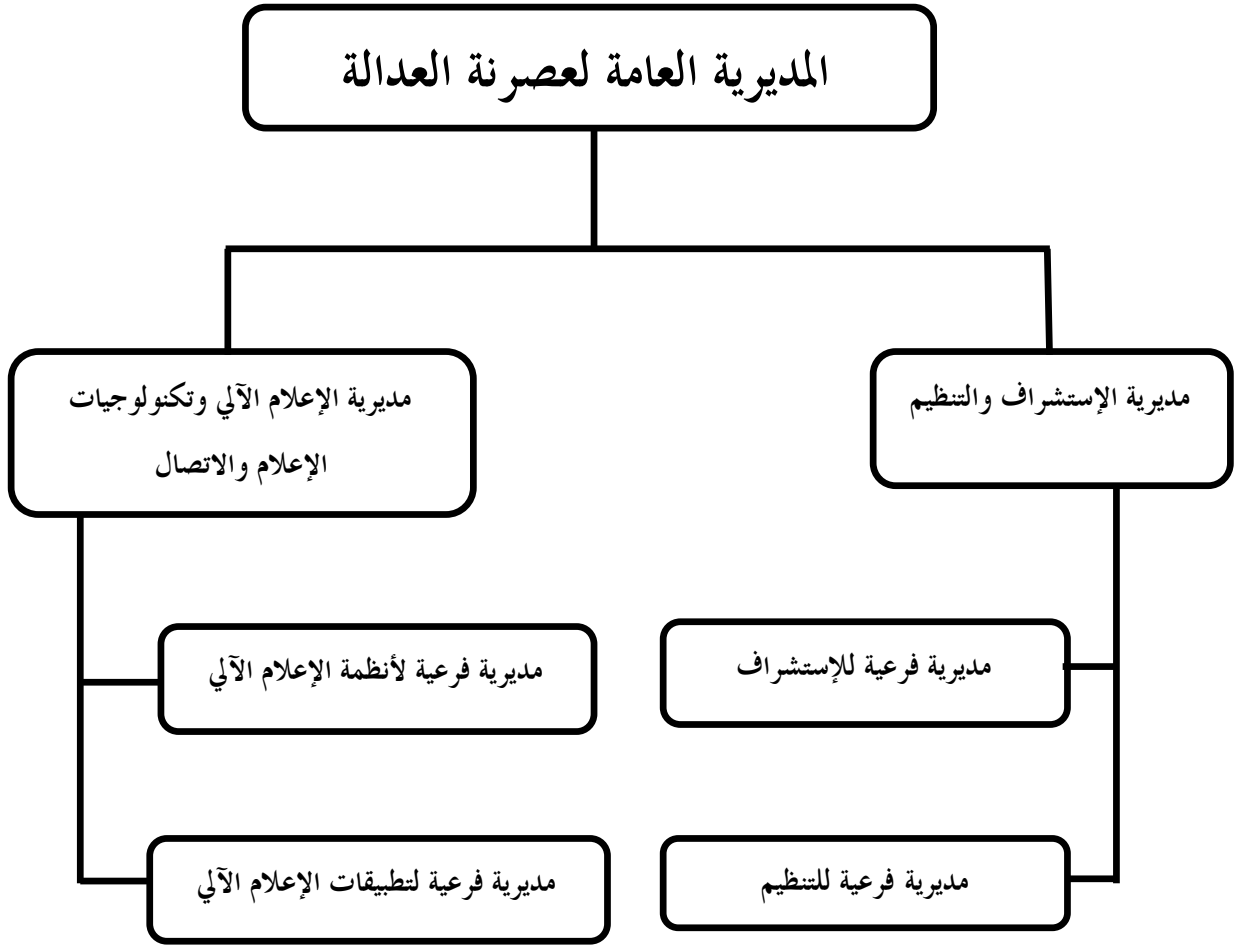 المديرية العامة لعصرنة العدالة
مديرية الإستشراف والتنظيم
مديرية الإعلام الآلي وتكنولوجيات
الإعلام والاتصال
مديرية فرعية للإستشراف
مديرية فرعية لأنظمة الإعلام الآلي
مديرية فرعية للتنظيم
مديرية فرعية لتطبيقات الإعلام الآلي